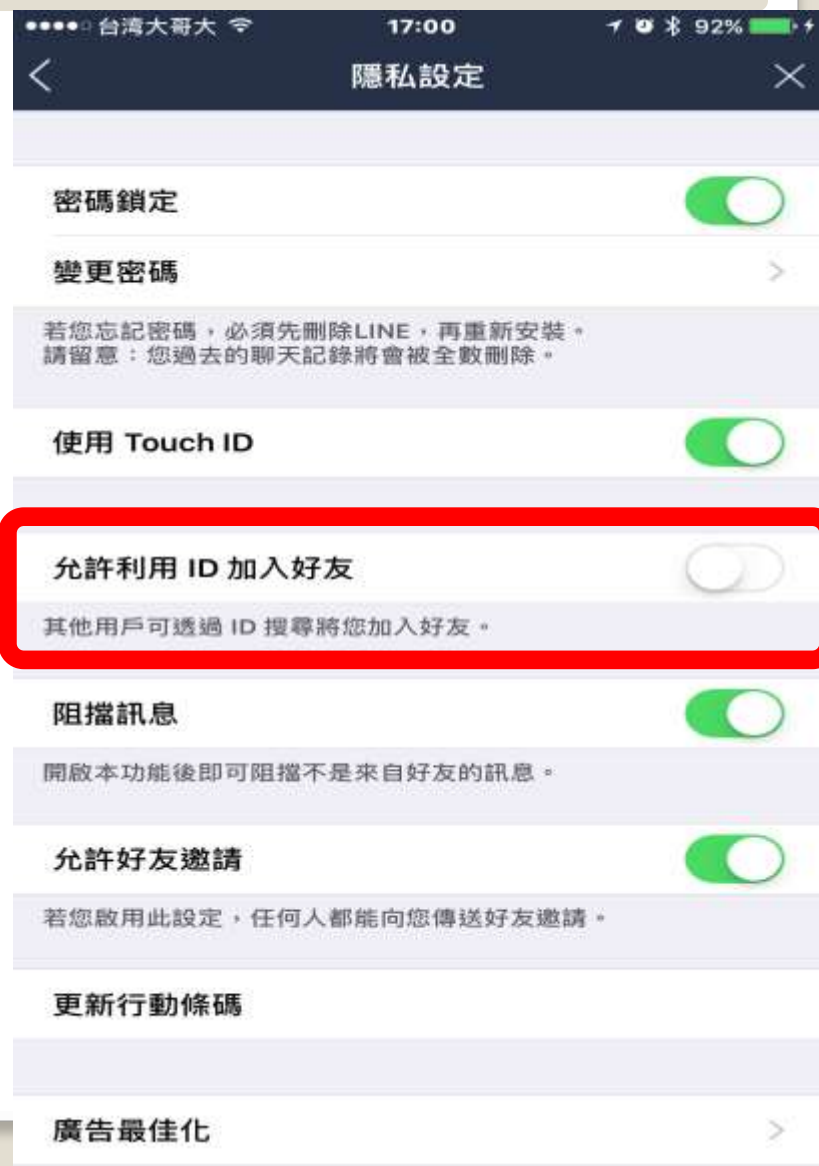 台湾大哥大 17:00 92%
隱私設定
密碼鎖定
變更密碼
若您忘記密碼，必須先刪除LINE，再重新安裝。
請留意：您過去的聊天記錄將會被全數刪除。
使用 Touch ID
允許利用 ID 加入好友
其他用戶可透過 ID 搜尋將您加入好友。
阻擋訊息
開啟本功能後即可阻擋不是來自好友的訊息。
允許好友邀請
若您啟用此設定，任何人都能向您傳送好友邀請。
更新行動條碼
廣告最佳化